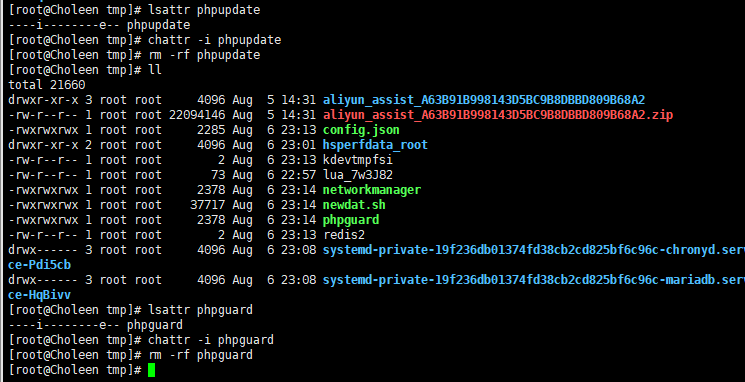 [root@Choleen tmp]# lsattr phpupdate
----i--------e-- phpupdate
[root@Choleen tmp]# chattr -i phpupdate
[root@Choleen tmp]# rm -rf phpupdate
[root@Choleen tmp]# ll
total 21660
drwxr-xr-x 3 root root     4096 Aug  5 14:31 aliyun_assist_A63B91B998143D5BC9B8DBBD809B68A2
-rw-r--r-- 1 root root 22094146 Aug  5 14:31 aliyun_assist_A63B91B998143D5BC9B8DBBD809B68A2.zip
-rwxrwxrwx 1 root root     2285 Aug  6 23:13 config.json
drwxr-xr-x 2 root root     4096 Aug  6 23:01 hsperfdata_root
-rw-r--r-- 1 root root        2 Aug  6 23:13 kdevtmpfsi
-rw-r--r-- 1 root root       73 Aug  6 22:57 lua_7w3J82
-rwxrwxrwx 1 root root     2378 Aug  6 23:14 networkmanager
-rwxrwxrwx 1 root root    37717 Aug  6 23:14 newdat.sh
-rwxrwxrwx 1 root root     2378 Aug  6 23:14 phpguard
-rw-r--r-- 1 root root        2 Aug  6 23:13 redis2
drwx------ 3 root root     4096 Aug  6 23:08 systemd-private-19f236db01374fd38cb2cd825bf6c96c-chronyd.serv
ce-Pdi5cb
drwx------ 3 root root     4096 Aug  6 23:08 systemd-private-19f236db01374fd38cb2cd825bf6c96c-mariadb.serv
ce-HqBivv
[root@Choleen tmp]# lsattr phpguard
----i--------e-- phpguard
[root@Choleen tmp]# chattr -i phpguard
[root@Choleen tmp]# rm -rf phpguard
[root@Choleen tmp]#